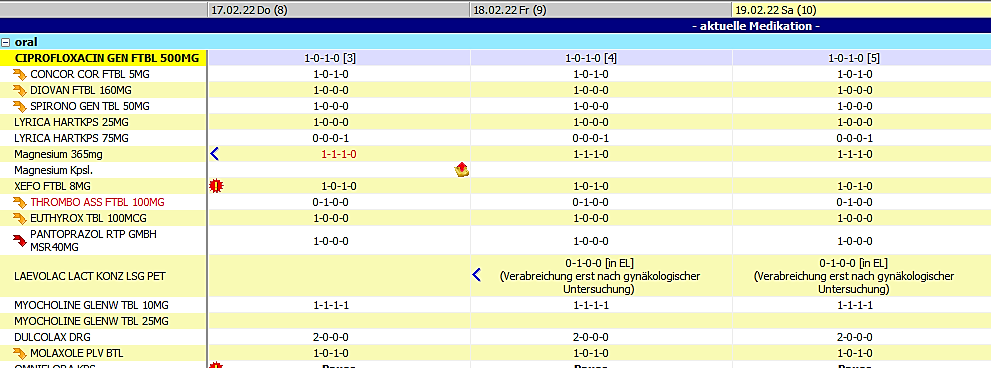 17.02.22 Do (8) 18.02.22 Fr (9) 19.02.22 Sa (10)
- aktuelle Medikation -
oral
CIPROFLOXACIN GEN FTBL 500MG 1-0-1-0 [3] 1-0-1-0 [4] 1-0-1-0 [5]
CONCOR COR FTBL 5MG 1-0-1-0 1-0-1-0 1-0-1-0
DIOVAN FTBL 160MG 1-0-0-0 1-0-0-0 1-0-0-0
SPIRONO GEN TBL 50MG 1-0-0-0 1-0-0-0 1-0-0-0
LYRICA HARTKPS 25MG 1-0-0-0 1-0-0-0 1-0-0-0
LYRICA HARTKPS 75MG 0-0-0-1 0-0-0-1 0-0-0-1
Magnesium 365mg 1-1-1-0 1-1-1-0 1-1-1-0
Magnesium Kpsl.
XEFO FTBL 8MG 1-0-1-0 1-0-1-0 1-0-1-0
THROMBO ASS FTBL 100MG 0-1-0-0 0-1-0-0 0-1-0-0
EUTHYROX TBL 100MCG 1-0-0-0 1-0-0-0 1-0-0-0
PANTOPRAZOL RTP GMBH
MSR40MG 1-0-0-0 1-0-0-0 1-0-0-0
LAEVOLAC LACT KONZ LSG PET
0-1-0-0 [in EL]
(Verabreichung erst nach gynäkologischer
Untersuchung)
0-1-0-0 [in EL]
(Verabreichung erst nach gynäkologischer
Untersuchung)
MYOCHOLINE GLENW TBL 10MG 1-1-1-1 1-1-1-1 1-1-1-1
MYOCHOLINE GLENW TBL 25MG
DULCOLAX DRG 2-0-0-0 2-0-0-0 2-0-0-0
MOLAXOLE PLV BTL 1-0-1-0 1-0-1-0 1-0-1-0